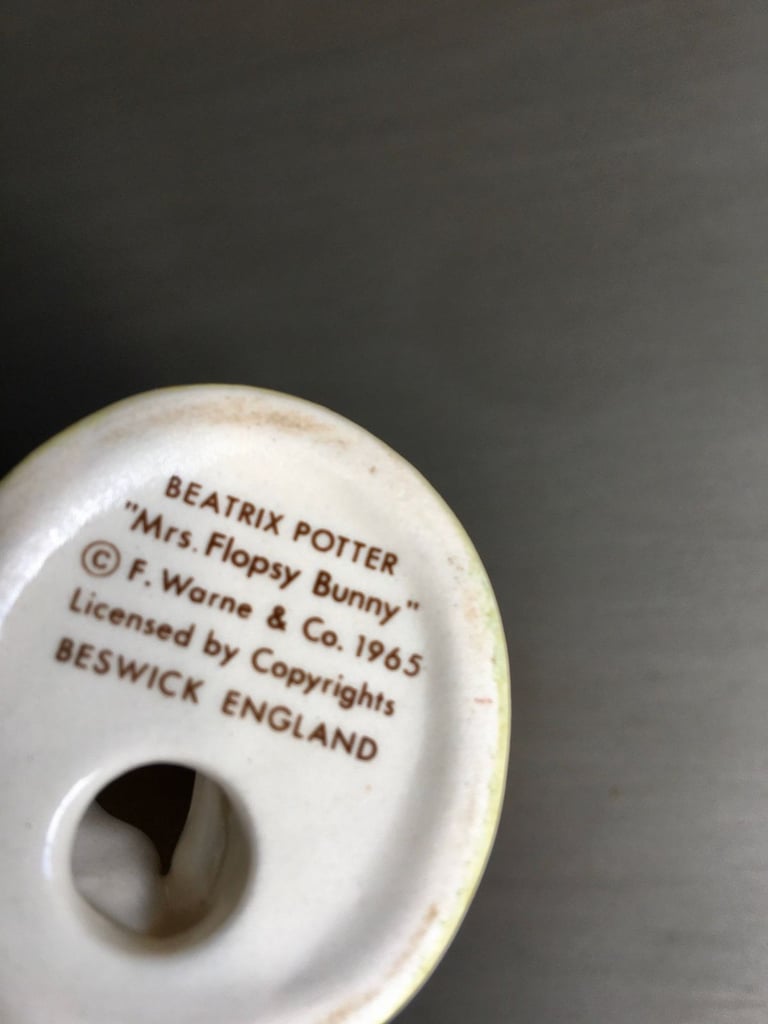 BEATRIX POTTER
"Mrs. Flopsy Bunny"
© F. Warne & Co. 1965
Licensed by Copyrights
BESWICK ENGLAND